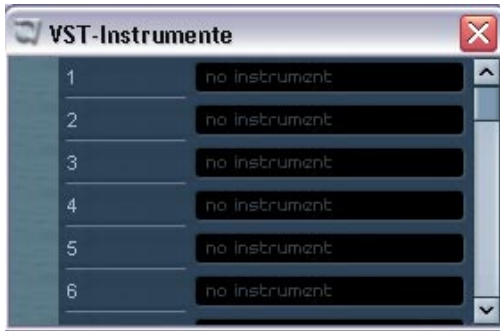 VST-Instrumente
1 no instrument
2 no instrument
3 no instrument
4 no instrument
5 no instrument
6 no instrument